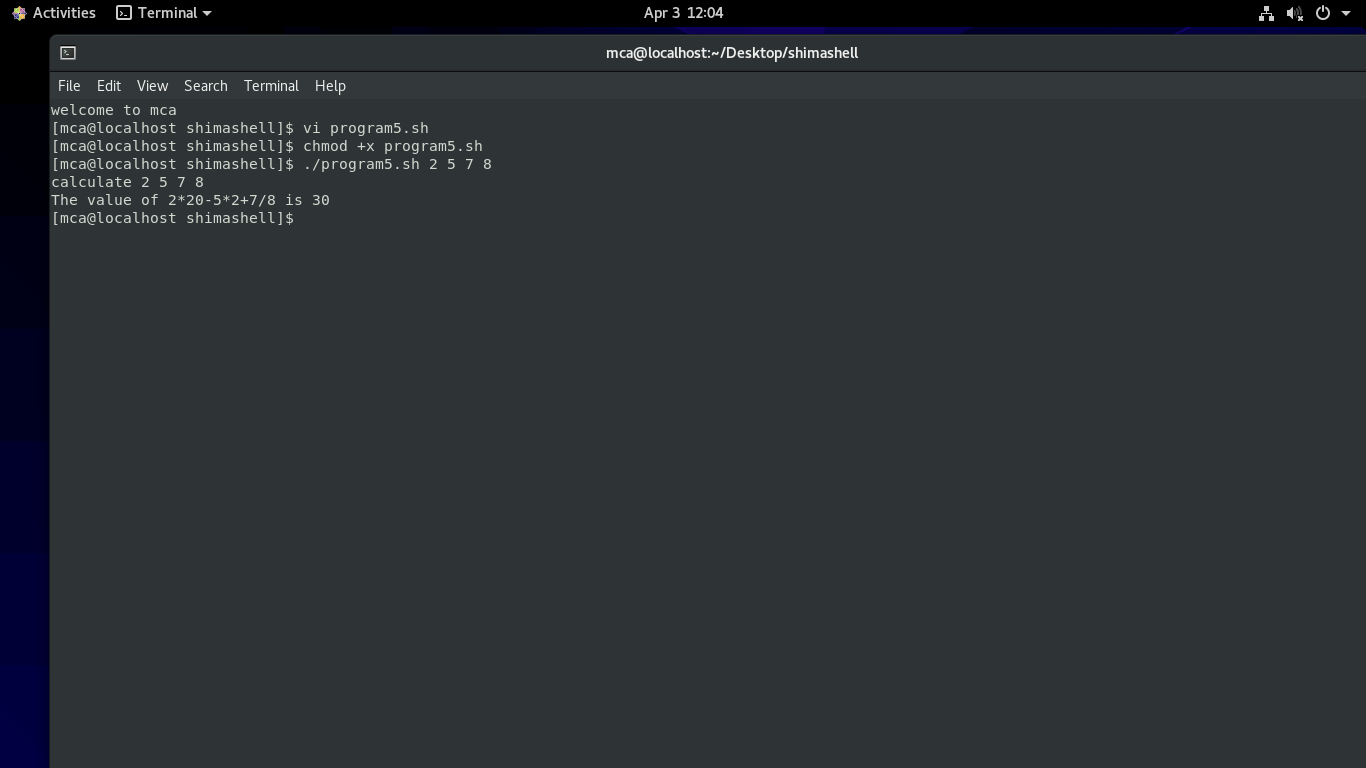 Activities Terminal Apr 3 12:04
mca@localhost:~/Desktop/shimashell
File Edit View Search Terminal Help
welcome to mca
[mca@localhost shimashell]$ vi program5.sh
[mca@localhost shimashell]$ chmod +x program5.sh
[mca@localhost shimashell]$ ./program5.sh 2 5 7 8
calculate 2 5 7 8
The value of 2*20-5*2+7/8 is 30
[mca@localhost shimashell]$